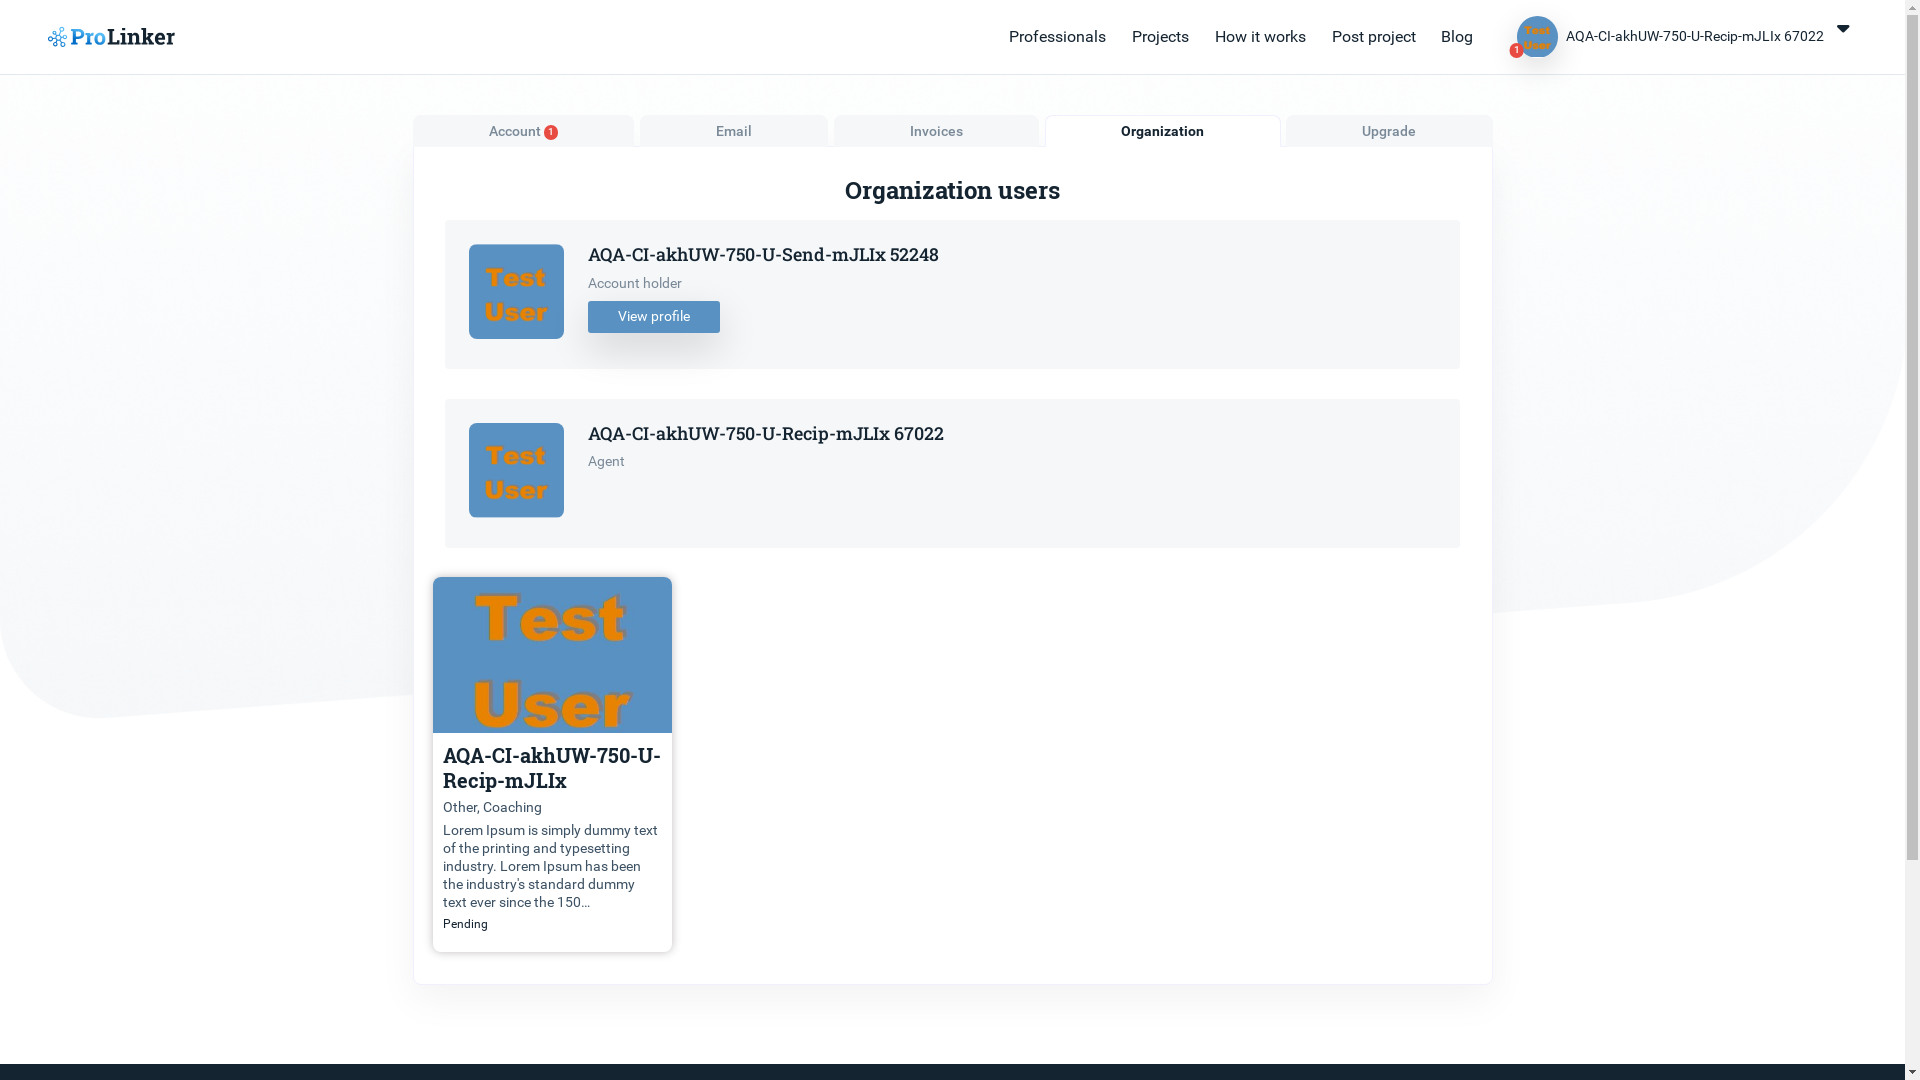 ProLinker
Professionals
Projects
How it works
Post project
Blog
Test
User
1
AQA-CI-akhUW-750-U-Recip-mJLIx 67022
Account 1
Email
Invoices
Organization
Upgrade
Organization users
Test
User
AQA-CI-akhUW-750-U-Send-mJLIx 52248
Account holder
View profile
Test
User
AQA-CI-akhUW-750-U-Recip-mJLIx 67022
Agent
Test
User
AQA-CI-akhUW-750-U-
Recip-mJLIx
Other, Coaching
Lorem Ipsum is simply dummy text
of the printing and typesetting
industry. Lorem Ipsum has been
the industry's standard dummy
text ever since the 150...
Pending